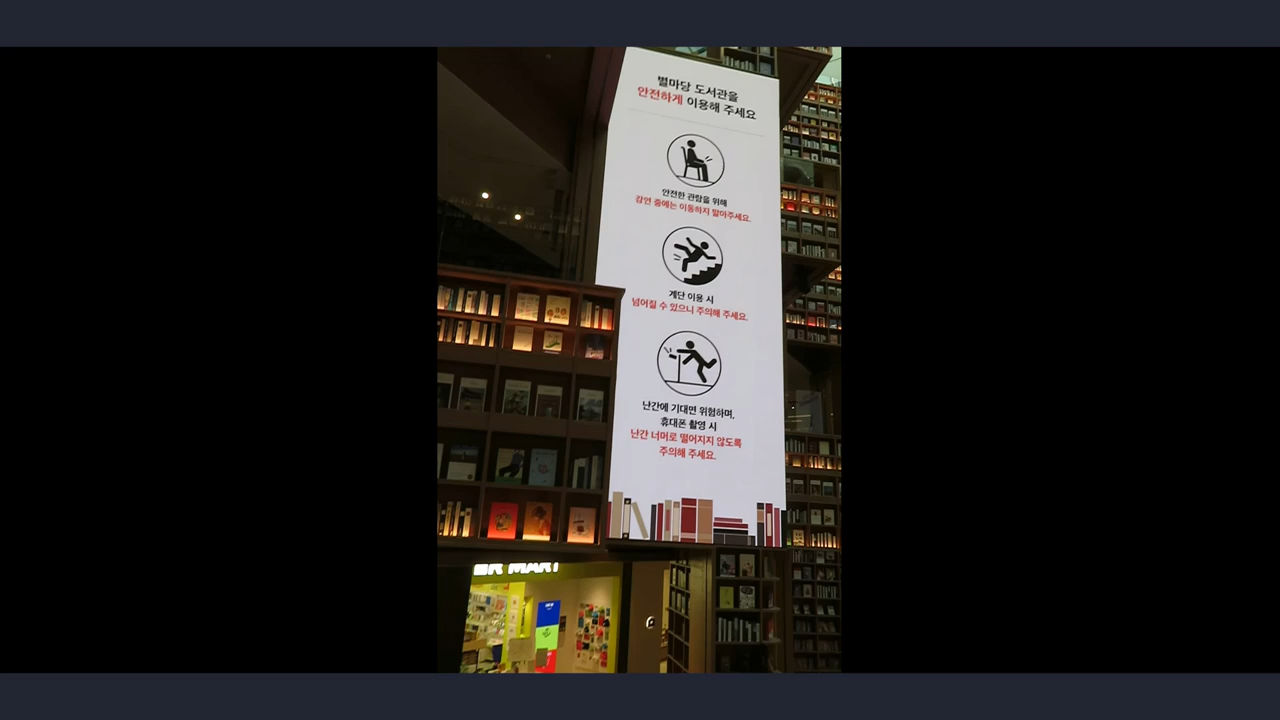 별마당 도서관을
안전하게 이용해 주세요
안전한 관람을 위해
강연 중에는 이동하지 말아주세요.
계단 이용 시
넘어질 수 있으니 주의해 주세요.
난간에 기대면 위험하며,
휴대폰 촬영 시
난간 너머로 떨어지지 않도록
주의해 주세요.
MART